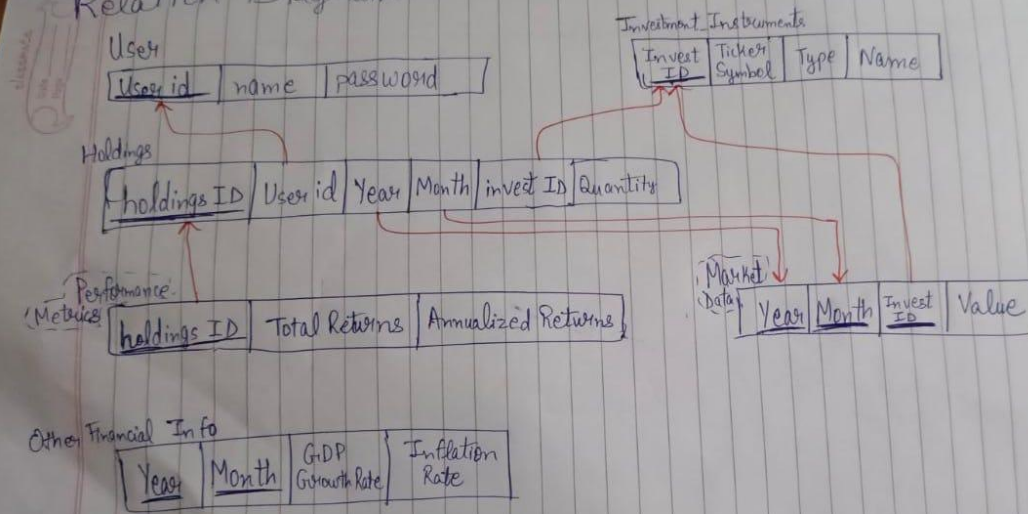 User
User id name password
Investment Instruments
Invest ID Ticker Symbol Type Name
Holdings
holdings ID User id Year Month invest ID Quantity
Performance
Metrics
holdings ID Total Returns Annualized Returns
Market
Data
Year Month Invest ID Value
Other Financial Info
Year Month GDP Growth Rate Inflation Rate